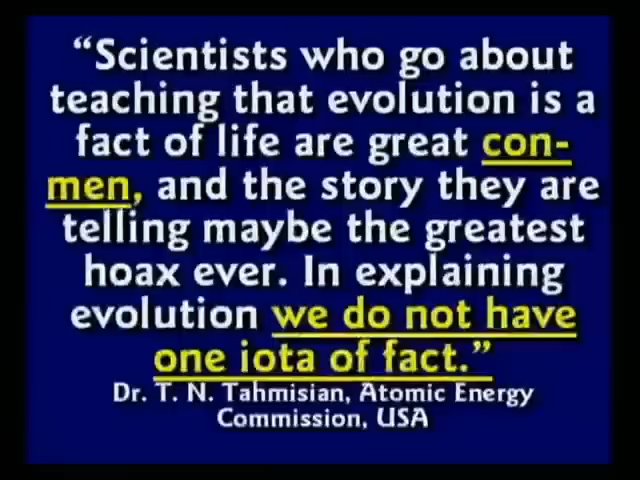 “Scientists who go about
teaching that evolution is a
fact of life are great con-
men, and the story they are
telling maybe the greatest
hoax ever. In explaining
evolution we do not have
one iota of fact.”
Dr. T. N. Tahmisian, Atomic Energy
Commission, USA